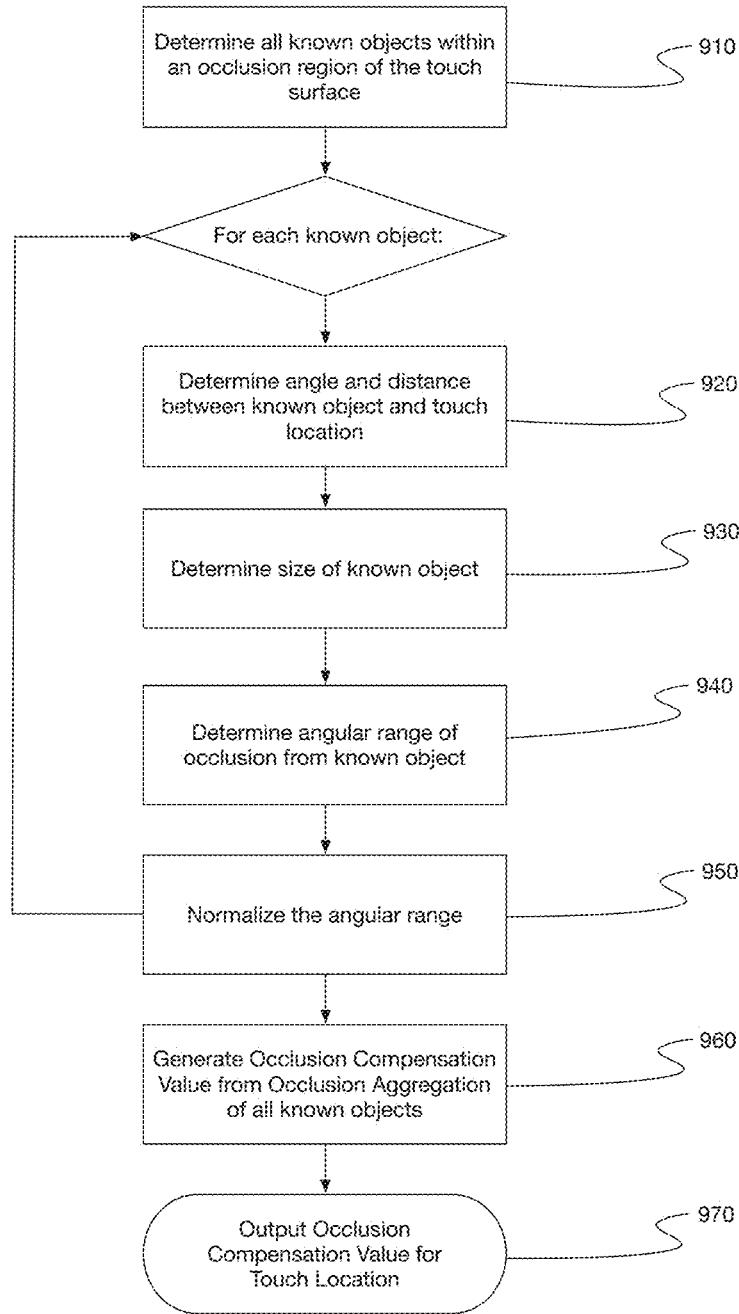 Determine all known objects within
an occlusion region of the touch
surface
910
For each known object:
Determine angle and distance
between known object and touch
location
920
Determine size of known object
930
Determine angular range of
occlusion from known object
940
Normalize the angular range
950
Generate Occlusion Compensation
Value from Occlusion Aggregation
of all known objects
960
Output Occlusion
Compensation Value for
Touch Location
970